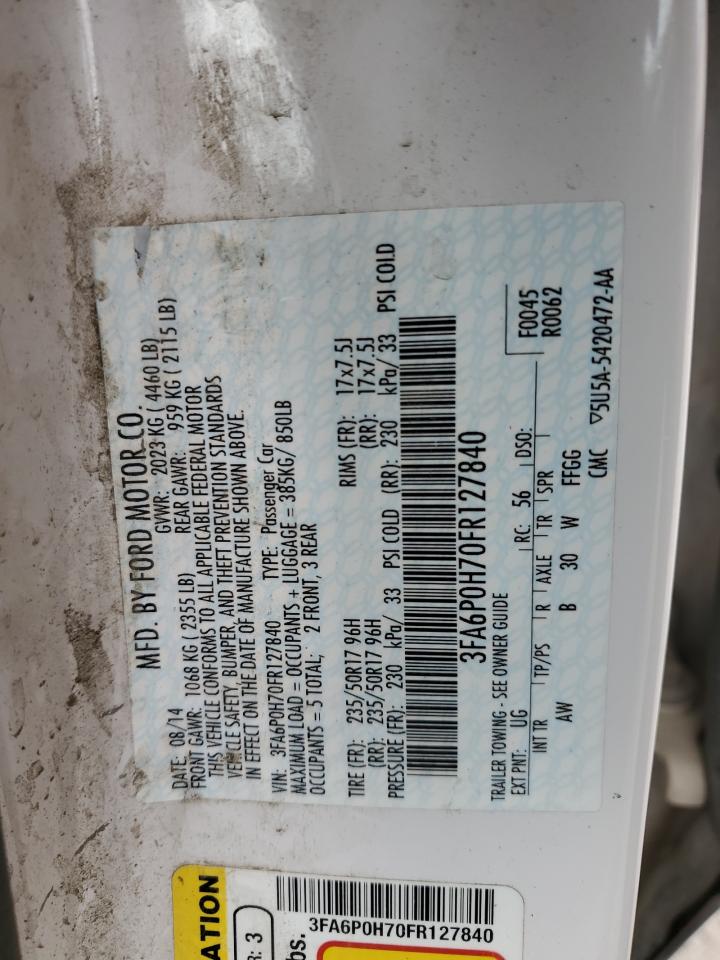 MFD. BY FORD MOTOR CO.
DATE: 08/14 GVWR: 2023 KG ( 4460 LB)
FRONT GAWR: 1068 KG ( 2355 LB) REAR GAWR: 959 KG ( 2115 LB)
THIS VEHICLE CONFORMS TO ALL APPLICABLE FEDERAL MOTOR
VEHICLE SAFETY, BUMPER, AND THEFT PREVENTION STANDARDS
IN EFFECT ON THE DATE OF MANUFACTURE SHOWN ABOVE.
VIN: 3FA6P0H70FR127840 TYPE: Passenger Car
MAXIMUM LOAD = OCCUPANTS + LUGGAGE = 385KG/ 850LB
OCCUPANTS = 5 TOTAL; 2 FRONT, 3 REAR
TIRE (FR): 235/50R17 96H RIMS (FR): 17x7.5J
(RR): 235/50R17 96H (RR): 17x7.5J
PRESSURE (FR): 230 kPa/ 33 PSI COLD (RR): 230 kPa/ 33 PSI COLD
3FA6P0H70FR127840
TRAILER TOWING - SEE OWNER GUIDE F0045
EXT PNT: UG RC: 56 DSO: R0062
INT TR TP/PS R AXLE TR SPR
AW B 30 W FFGG
CMC ▽5U5A-5420472-AA
ATION
R: 3
bs.
3FA6P0H70FR127840